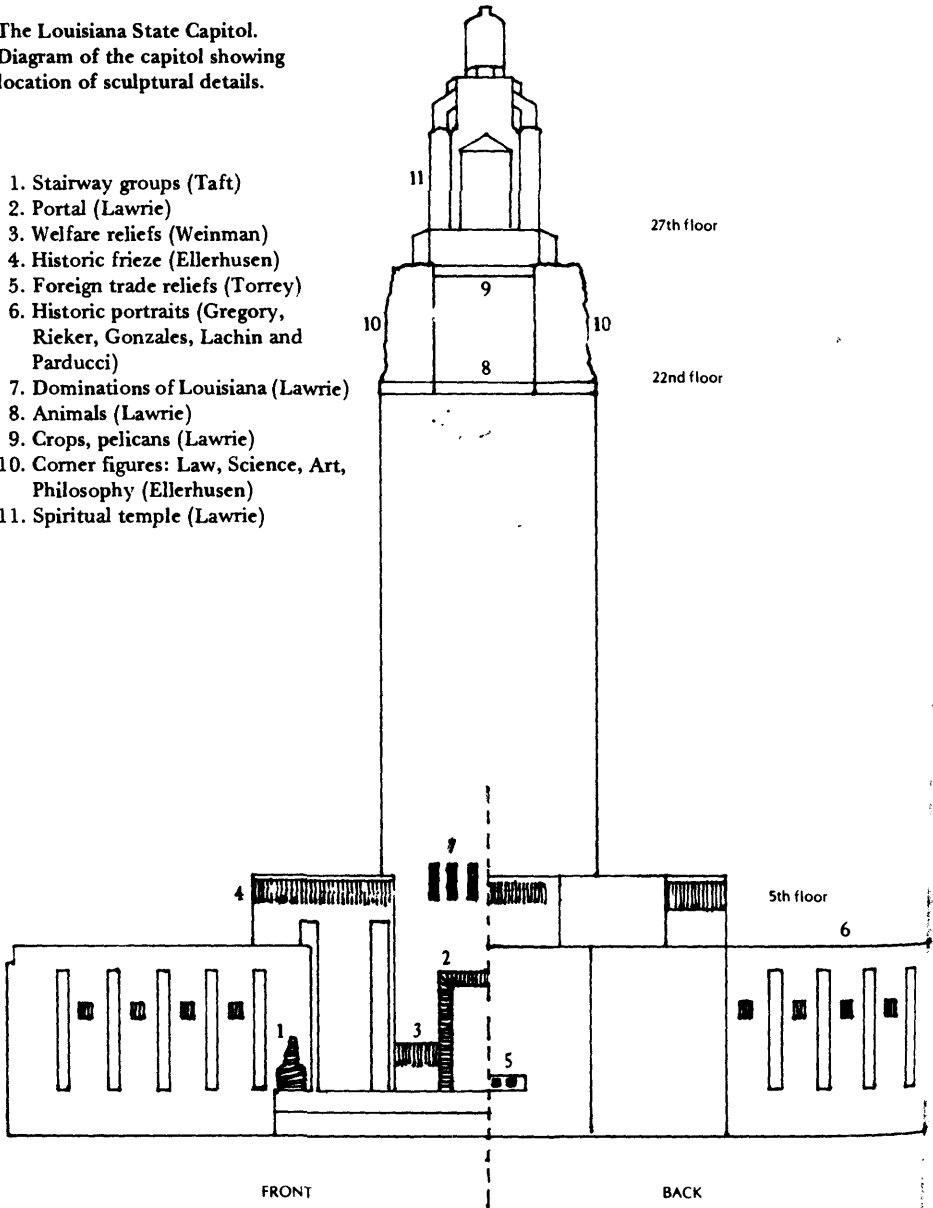 The Louisiana State Capitol.
Diagram of the capitol showing
location of sculptural details.
1. Stairway groups (Taft)
2. Portal (Lawrie)
3. Welfare reliefs (Weinman)
4. Historic frieze (Ellerhusen)
5. Foreign trade reliefs (Torrey)
6. Historic portraits (Gregory,
Rieker, Gonzales, Lachin and
Parducci)
7. Dominations of Louisiana (Lawrie)
8. Animals (Lawrie)
9. Crops, pelicans (Lawrie)
10. Corner figures: Law, Science, Art,
Philosophy (Ellerhusen)
11. Spiritual temple (Lawrie)
11
27th floor
9
10
10
8
22nd floor
7
4
5th floor
6
2
1
3
5
FRONT
BACK